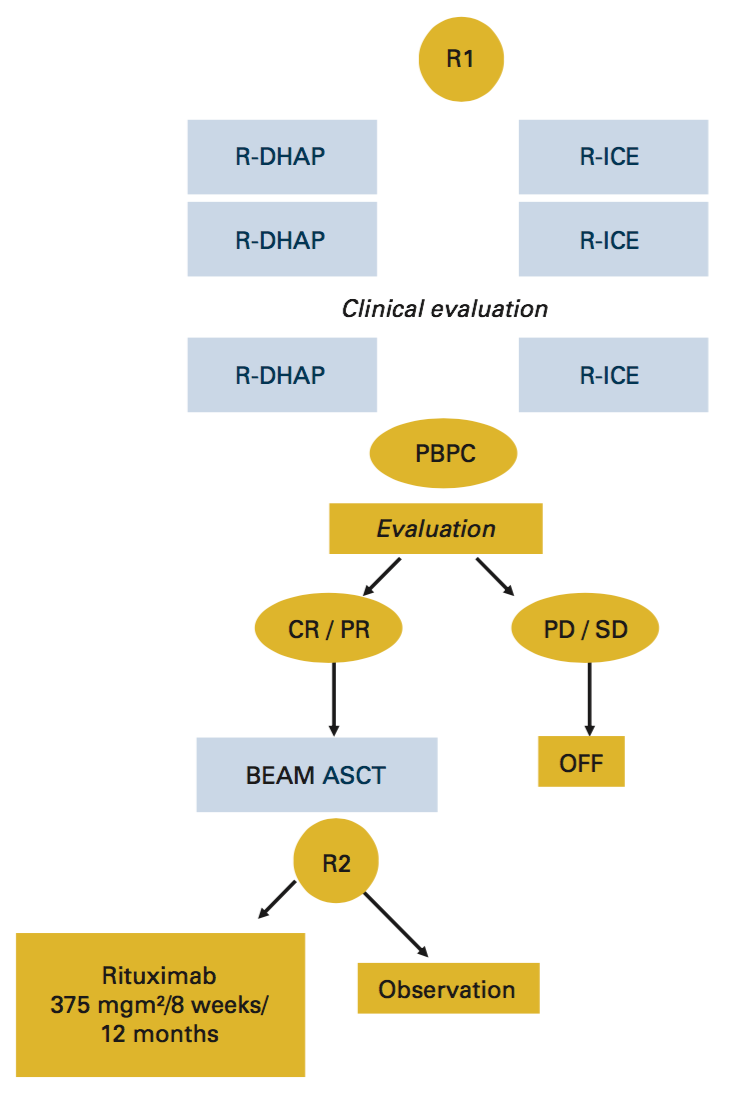 R1
R-DHAP
R-ICE
R-DHAP
R-ICE
Clinical evaluation
R-DHAP
R-ICE
PBPC
Evaluation
CR / PR
PD / SD
BEAM ASCT
OFF
R2
Rituximab
375 mgm²/8 weeks/
12 months
Observation